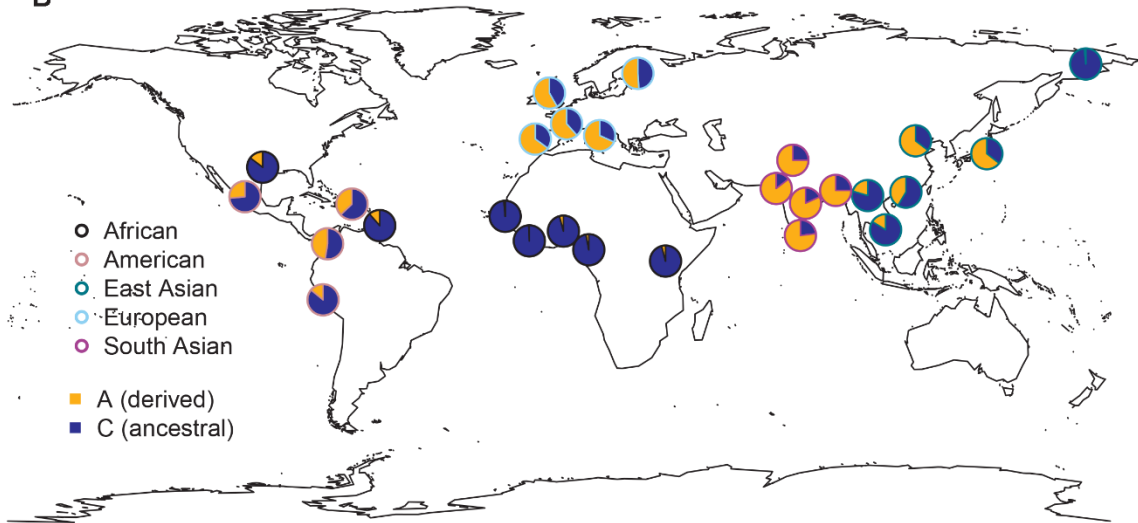 B
African
American
East Asian
European
South Asian
A (derived)
C (ancestral)